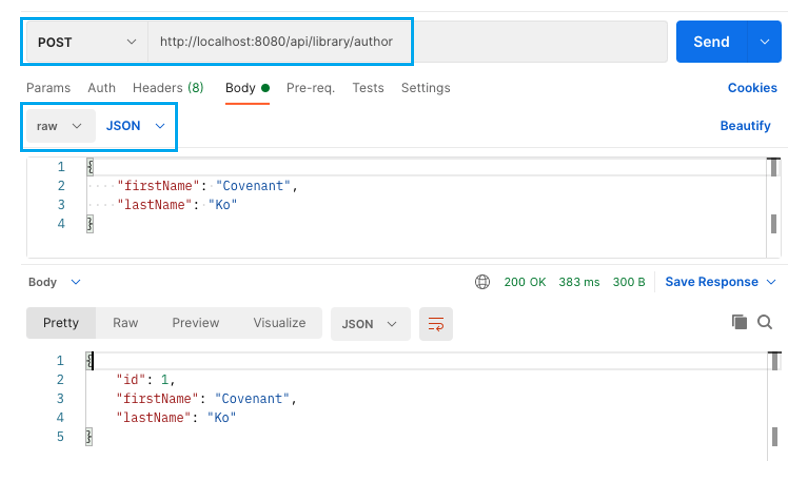 POST http://localhost:8080/api/library/author Send
Params Auth Headers (8) Body Pre-req. Tests Settings Cookies
raw JSON Beautify
1 {
2 "firstName": "Covenant",
3 "lastName": "Ko"
4 }
Body 200 OK 383 ms 300 B Save Response
Pretty Raw Preview Visualize JSON
1 {
2 "id": 1,
3 "firstName": "Covenant",
4 "lastName": "Ko"
5 }